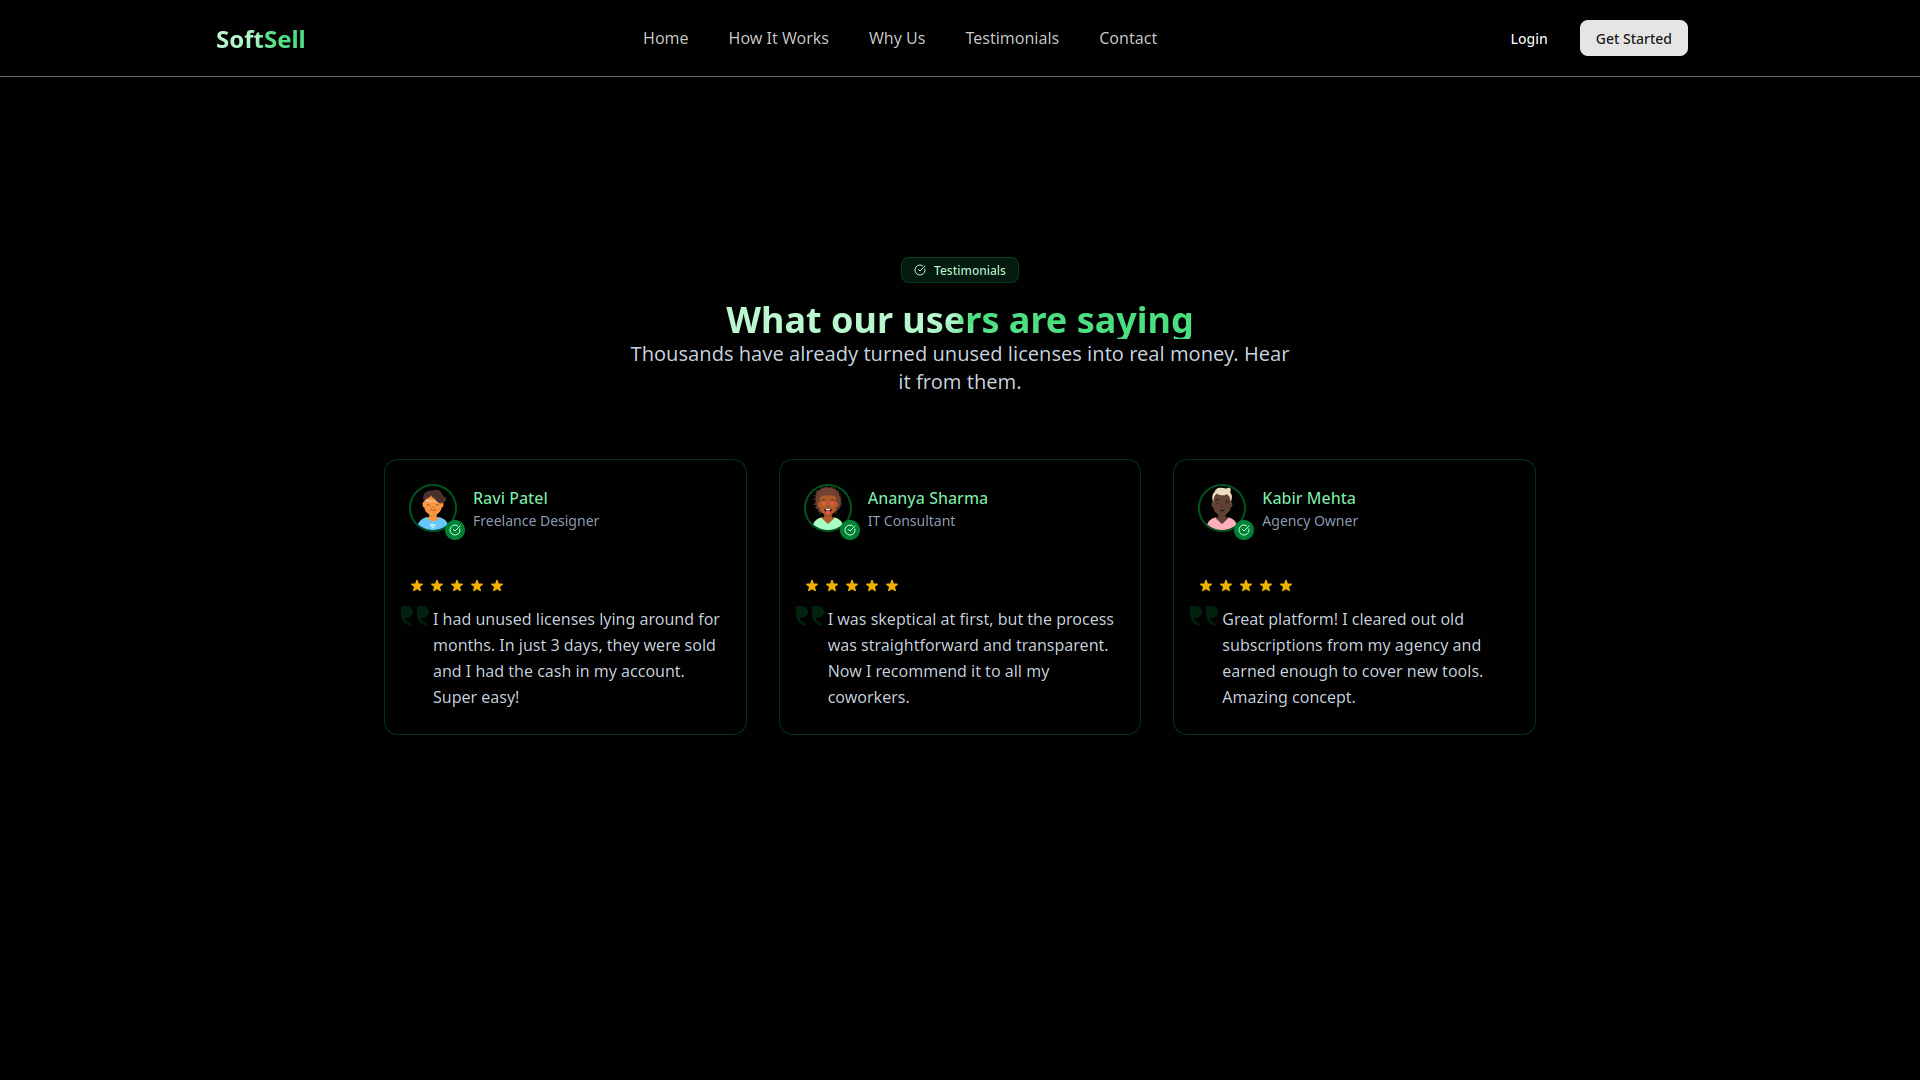 SoftSell
Home
How It Works
Why Us
Testimonials
Contact
Login
Get Started
Testimonials
What our users are saying
Thousands have already turned unused licenses into real money. Hear
it from them.
Ravi Patel
Freelance Designer
I had unused licenses lying around for
months. In just 3 days, they were sold
and I had the cash in my account.
Super easy!
Ananya Sharma
IT Consultant
I was skeptical at first, but the process
was straightforward and transparent.
Now I recommend it to all my
coworkers.
Kabir Mehta
Agency Owner
Great platform! I cleared out old
subscriptions from my agency and
earned enough to cover new tools.
Amazing concept.